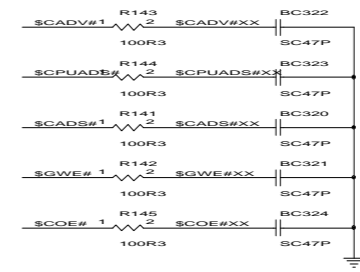 R143 BC322
$CADV# 1 2 $CADV#XX
100R3 SC47P
R144 BC323
$CPUADS# 1 2 $CPUADS#XX
100R3 SC47P
R141 BC320
$CADS# 1 2 $CADS#XX
100R3 SC47P
R142 BC321
$GWE# 1 2 $GWE#XX
100R3 SC47P
R145 BC324
$COE# 1 2 $COE#XX
100R3 SC47P